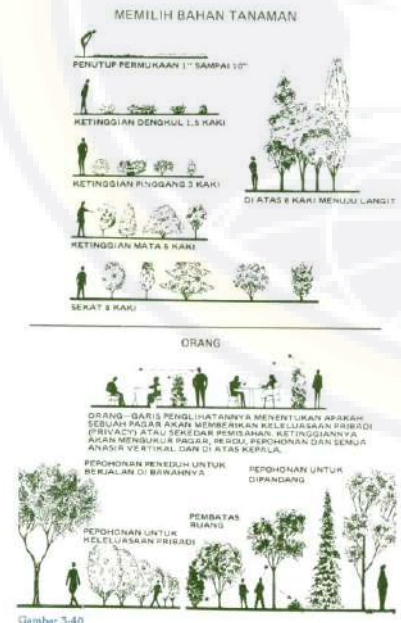 MEMILIH BAHAN TANAMAN
PENUTUP PERMUKAAN 1" SAMPAI 10"
KETINGGIAN DENGKUL 1,5 KAKI
KETINGGIAN PINGGANG 3 KAKI
DI ATAS 8 KAKI MENUJU LANGIT
KETINGGIAN MATA 5 KAKI
SEKAT 8 KAKI
ORANG
ORANG—GARIS PENGLIHATANNYA MENENTUKAN APAKAH
SEBUAH PAGAR AKAN MEMBERIKAN KELELUASAAN PRIBADI
(PRIVACY) ATAU SEKEDAR PEMISAHAN. KETINGGIANNYA
AKAN MENGUKUR PAGAR, PERDU, PEPOHONAN DAN SEMUA
VERTIKAL DAN DI ATAS KEPALA.
PEPOHONAN PENEDUH UNTUK
BERJALAN DI BAWAHNYA
PEPOHONAN UNTUK
DIPANDANG
PEMBATAS
RUANG
PEPOHONAN UNTUK
KELELUASAAN PRIBADI
Gambar 3-40